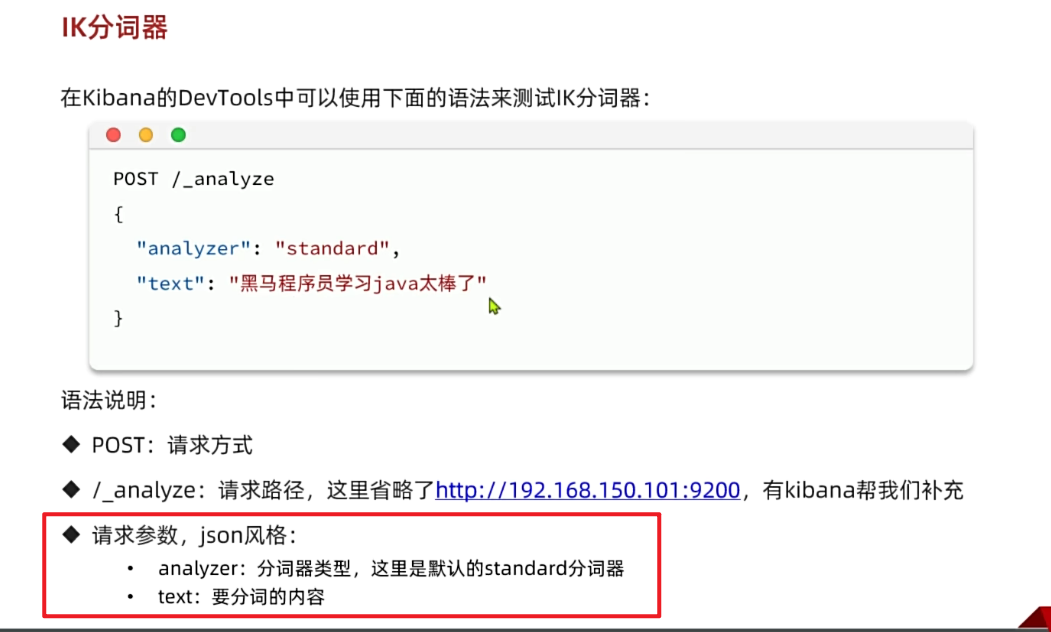 IK分词器
在Kibana的DevTools中可以使用下面的语法来测试IK分词器：
POST /_analyze
{
"analyzer": "standard",
"text": "黑马程序员学习java太棒了"
}
语法说明：
◆ POST：请求方式
◆ /_analyze：请求路径，这里省略了http://192.168.150.101:9200，有kibana帮我们补充
◆ 请求参数，json风格：
• analyzer：分词器类型，这里是默认的standard分词器
• text：要分词的内容